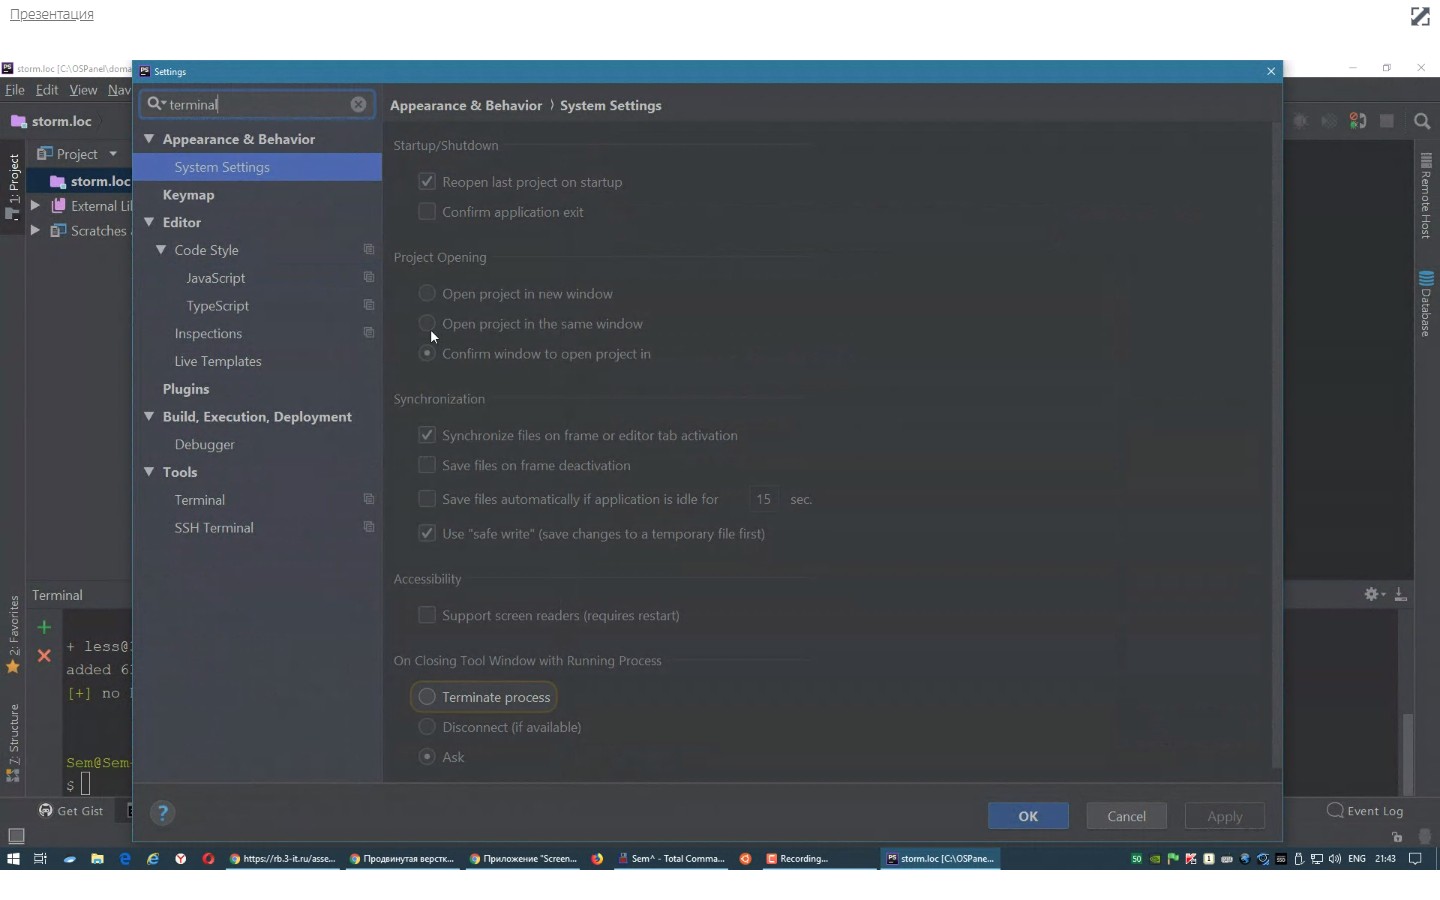 Презентация
storm.loc [C:\OSPanel\doma
Settings
File Edit View Nav
terminal
Appearance & Behavior 〉 System Settings
storm.loc
Appearance & Behavior
Startup/Shutdown
1: Project
Project
System Settings
Reopen last project on startup
storm.loc
Keymap
Confirm application exit
External Li
Editor
Scratches
Code Style
Project Opening
JavaScript
Open project in new window
TypeScript
Open project in the same window
Inspections
Confirm window to open project in
Live Templates
Remote Host
Database
Plugins
Synchronization
Build, Execution, Deployment
Synchronize files on frame or editor tab activation
Debugger
Save files on frame deactivation
Tools
Terminal
Save files automatically if application is idle for 15 sec.
SSH Terminal
Use "safe write" (save changes to a temporary file first)
Accessibility
Terminal
Support screen readers (requires restart)
2: Favorites
+ less@
added 6
[+] no
On Closing Tool Window with Running Process
Terminate process
7: Structure
Disconnect (if available)
Sem@Sem-
Ask
$
Get Gist
?
OK Cancel Apply
Event Log
https://rb.3-it.ru/asse... Продвинутая верстк... Приложение "Screen... Sem^ - Total Comma... Recording... storm.loc [C:\OSPane... 50 ENG 21:43